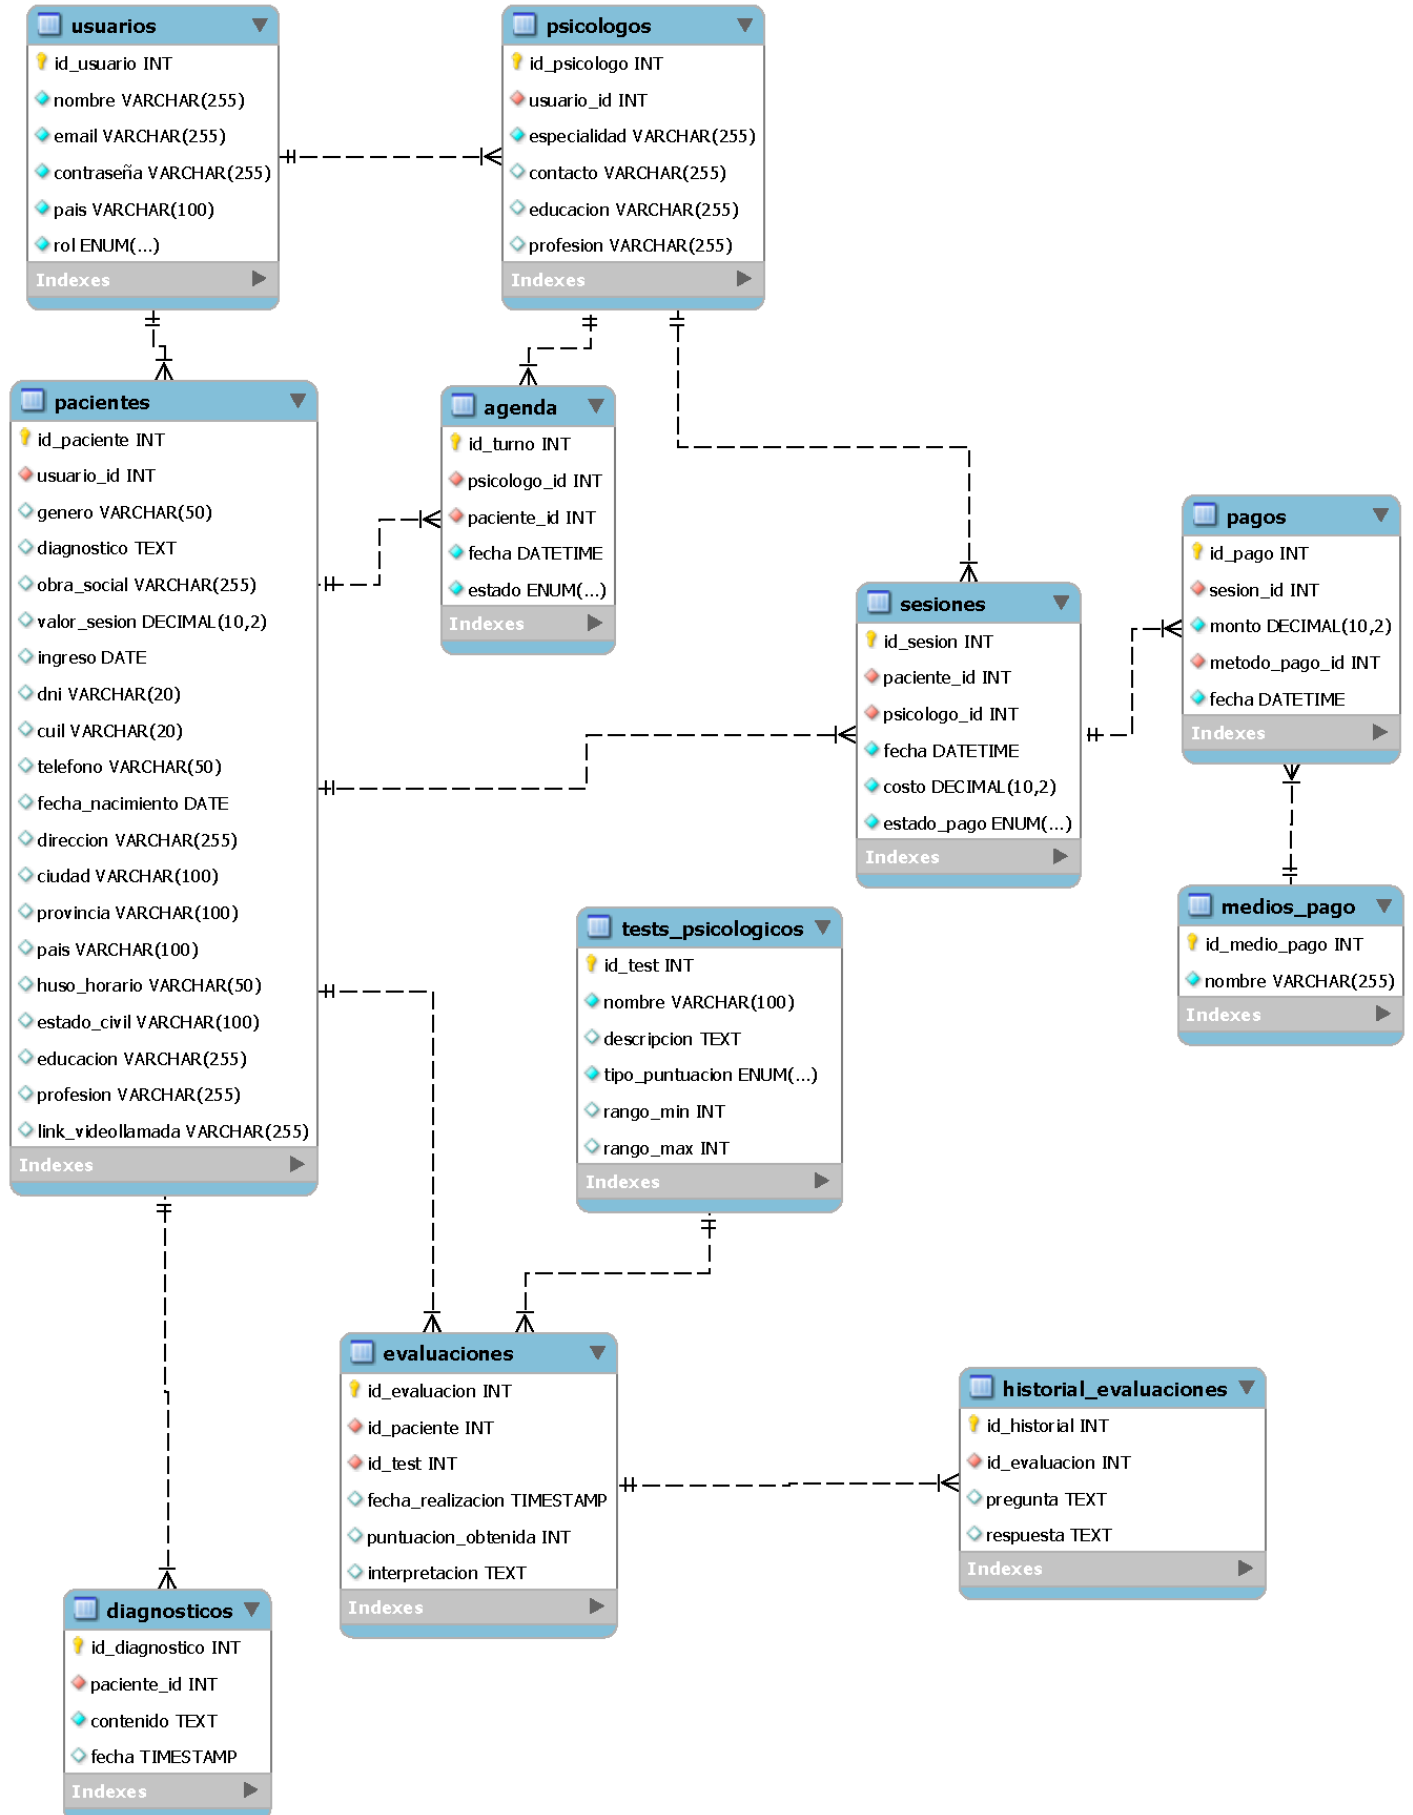 usuarios
id_usuario INT
nombre VARCHAR(255)
email VARCHAR(255)
contraseña VARCHAR(255)
pais VARCHAR(100)
rol ENUM(...)
Indexes
psicologos
id_psicologo INT
usuario_id INT
especialidad VARCHAR(255)
contacto VARCHAR(255)
educacion VARCHAR(255)
profesion VARCHAR(255)
Indexes
pacientes
id_paciente INT
usuario_id INT
genero VARCHAR(50)
diagnostico TEXT
obra_social VARCHAR(255)
valor_sesion DECIMAL(10,2)
ingreso DATE
dni VARCHAR(20)
cuil VARCHAR(20)
telefono VARCHAR(50)
fecha_nacimiento DATE
direccion VARCHAR(255)
ciudad VARCHAR(100)
provincia VARCHAR(100)
pais VARCHAR(100)
huso_horario VARCHAR(50)
estado_civil VARCHAR(100)
educacion VARCHAR(255)
profesion VARCHAR(255)
link_videollamada VARCHAR(255)
Indexes
agenda
id_turno INT
psicologo_id INT
paciente_id INT
fecha DATETIME
estado ENUM(...)
Indexes
sesiones
id_sesion INT
paciente_id INT
psicologo_id INT
fecha DATETIME
costo DECIMAL(10,2)
estado_pago ENUM(...)
Indexes
pagos
id_pago INT
sesion_id INT
monto DECIMAL(10,2)
metodo_pago_id INT
fecha DATETIME
Indexes
medios_pago
id_medio_pago INT
nombre VARCHAR(255)
Indexes
tests_psicologicos
id_test INT
nombre VARCHAR(100)
descripcion TEXT
tipo_puntuacion ENUM(...)
rango_min INT
rango_max INT
Indexes
evaluaciones
id_evaluacion INT
id_paciente INT
id_test INT
fecha_realizacion TIMESTAMP
puntuacion_obtenida INT
interpretacion TEXT
Indexes
historial_evaluaciones
id_historial INT
id_evaluacion INT
pregunta TEXT
respuesta TEXT
Indexes
diagnosticos
id_diagnostico INT
paciente_id INT
contenido TEXT
fecha TIMESTAMP
Indexes